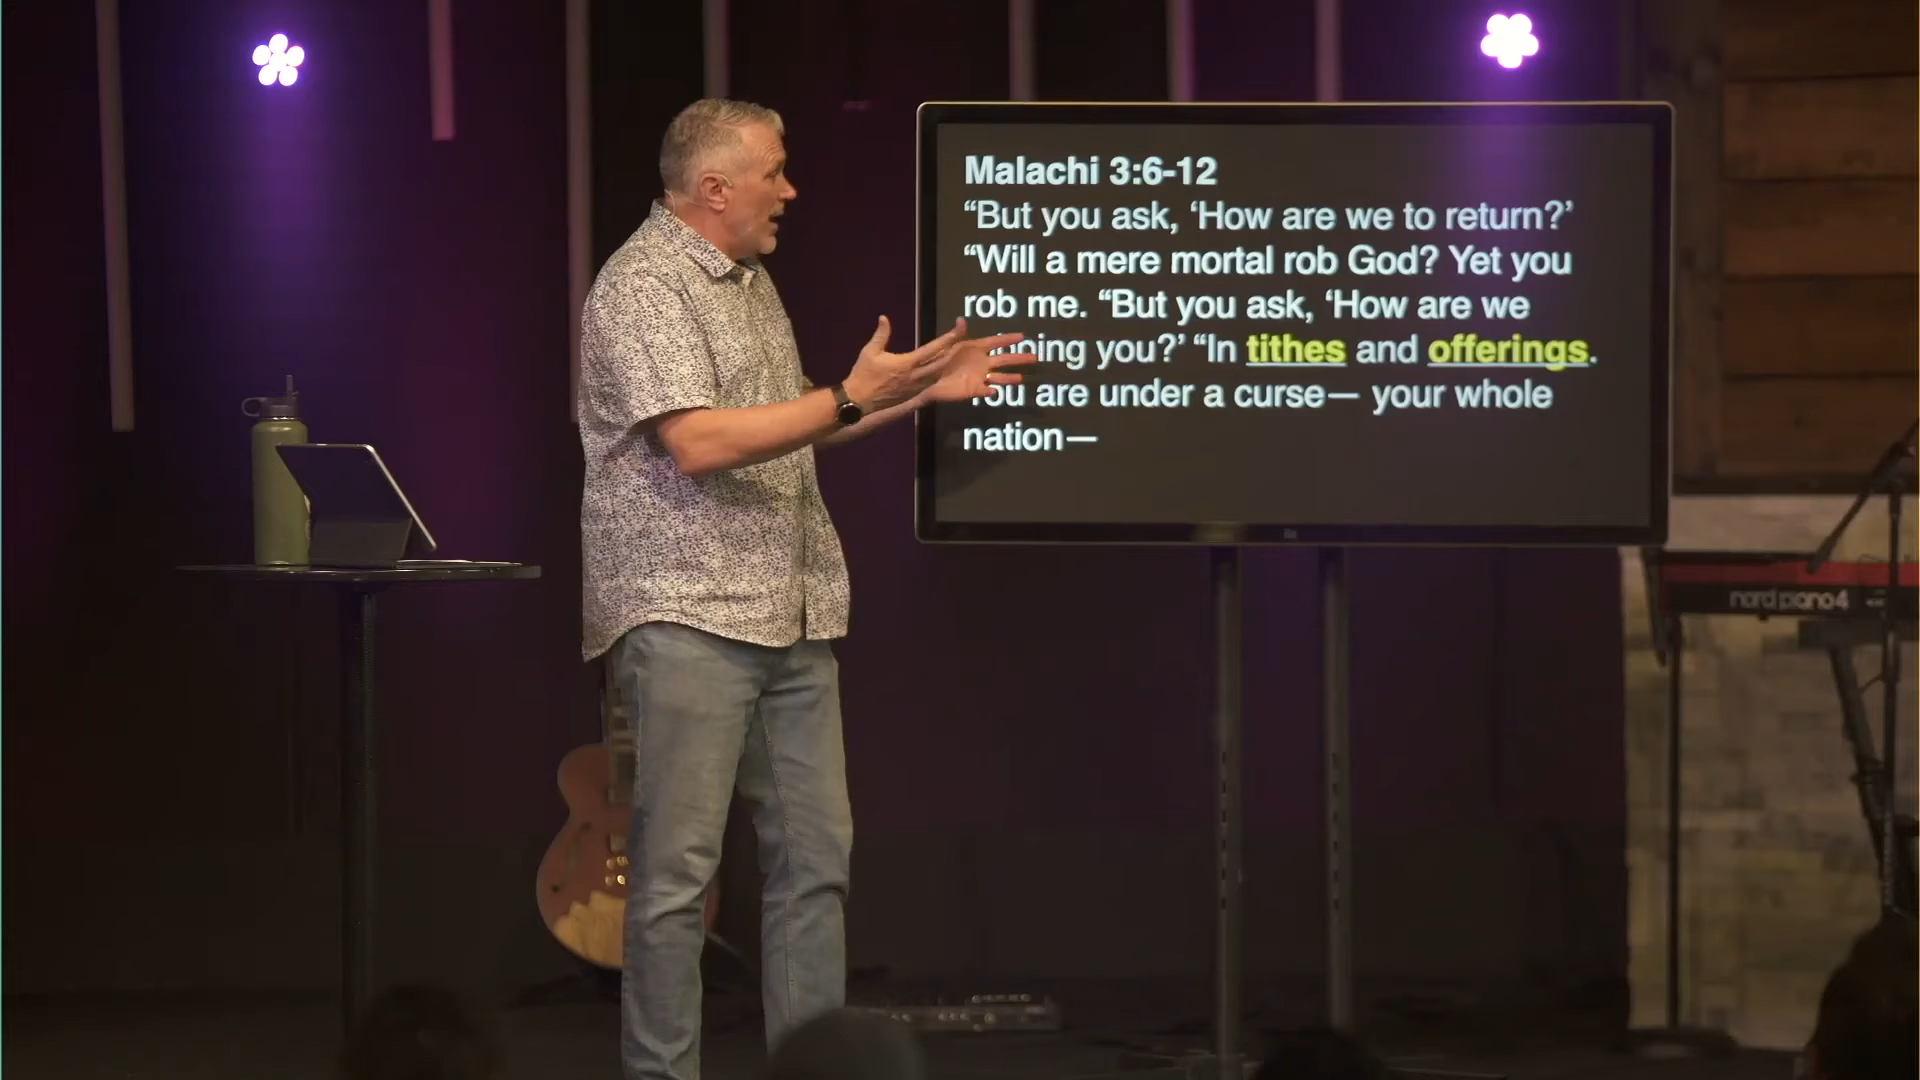 Malachi 3:6-12
“But you ask, ‘How are we to return?’
“Will a mere mortal rob God? Yet you
rob me. “But you ask, ‘How are we
you?’ “In tithes and offerings.
are under a curse— your whole
nation—
nord piano 4